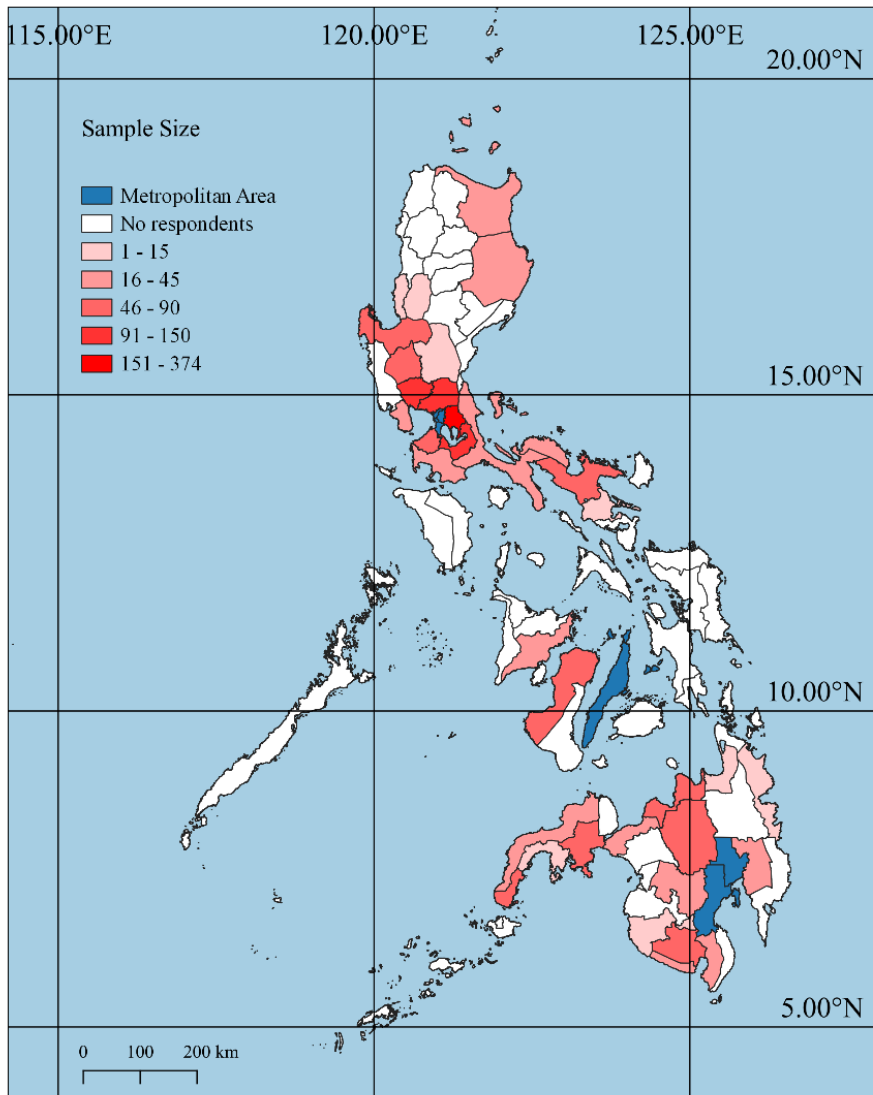 115.00°E 120.00°E 125.00°E
20.00°N
Sample Size
Metropolitan Area
No respondents
1 - 15
16 - 45
46 - 90
91 - 150
151 - 374
15.00°N
10.00°N
5.00°N
0 100 200 km